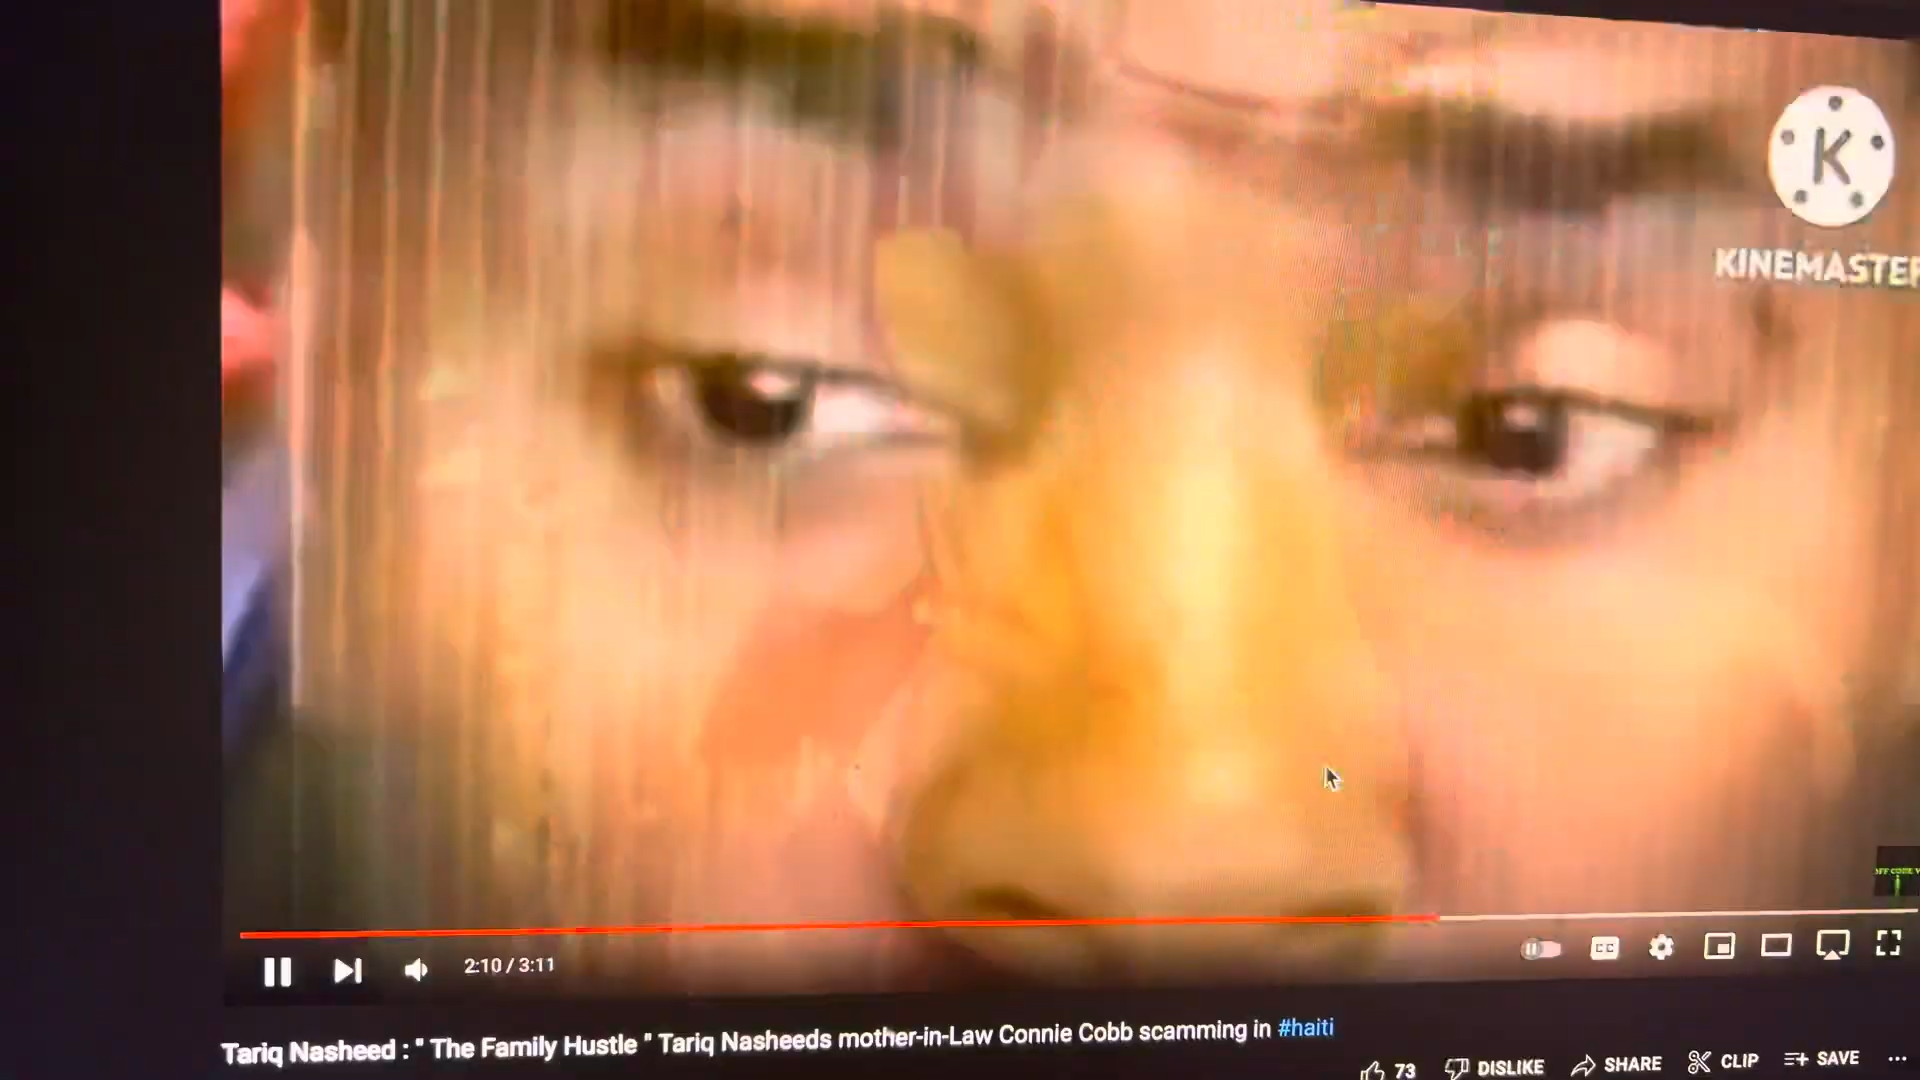 K
KINEMASTER
2:10 / 3:11
CC
Tariq Nasheed : " The Family Hustle " Tariq Nasheeds mother-in-Law Connie Cobb scamming in #haiti
73
DISLIKE
SHARE
CLIP
SAVE